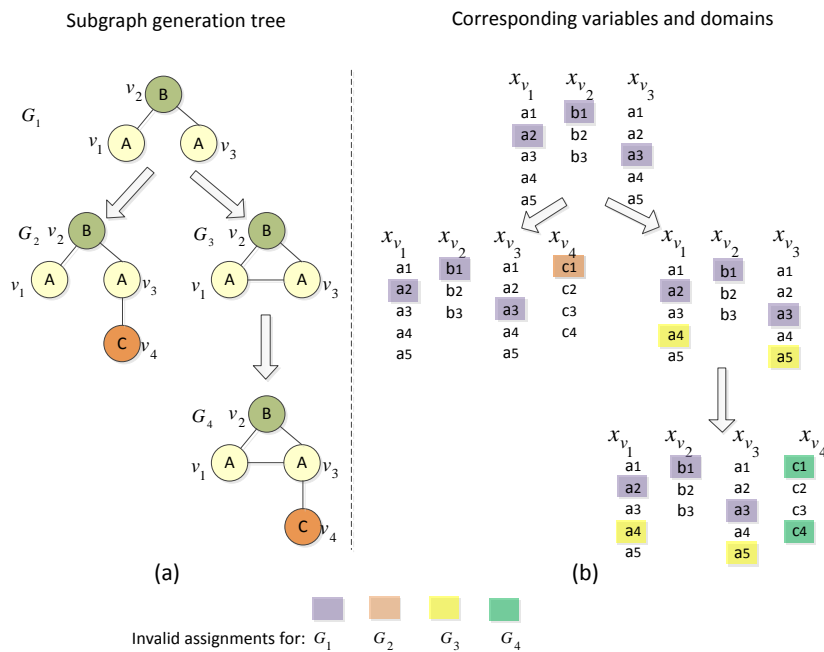 Subgraph generation tree
Corresponding variables and domains
G1
v2 B
v1 A A v3
G2 v2 B
v1 A A v3
C v4
G3 v2 B
v1 A A v3
G4 v2 B
v1 A A v3
C v4
(a)
xv1 xv2 xv3
a1 b1 a1
a2 b2 a2
a3 b3 a3
a4 a4
a5 a5
xv1 xv2 xv3 xv4
a1 b1 a1 c1
a2 b2 a2 c2
a3 b3 a3 c3
a4 a4 c4
a5 a5
xv1 xv2 xv3
a1 b1 a1
a2 b2 a2
a3 b3 a3
a4 a4
a5 a5
xv1 xv2 xv3 xv4
a1 b1 a1 c1
a2 b2 a2 c2
a3 b3 a3 c3
a4 a4 c4
a5 a5
(b)
Invalid assignments for: G1 G2 G3 G4